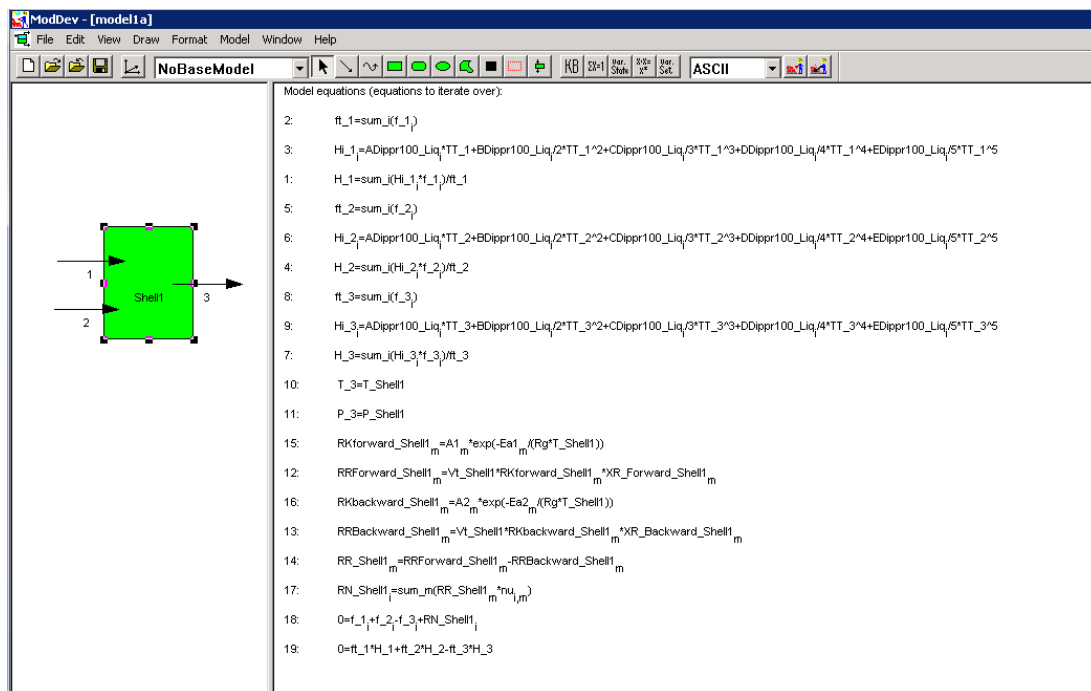 ModDev - [model1a]
File Edit View Draw Format Model Window Help
NoBaseModel KB ΣX=1 Var. State X·X= X² Var. Set. ASCII
Model equations (equations to iterate over):
2: ft_1=sum_i(f_1i)
3: Hi_1i=ADippr100_Liqi*TT_1+BDippr100_Liqi/2*TT_1^2+CDippr100_Liqi/3*TT_1^3+DDippr100_Liqi/4*TT_1^4+EDippr100_Liqi/5*TT_1^5
1: H_1=sum_i(Hi_1i*f_1i)/ft_1
5: ft_2=sum_i(f_2i)
6: Hi_2i=ADippr100_Liqi*TT_2+BDippr100_Liqi/2*TT_2^2+CDippr100_Liqi/3*TT_2^3+DDippr100_Liqi/4*TT_2^4+EDippr100_Liqi/5*TT_2^5
4: H_2=sum_i(Hi_2i*f_2i)/ft_2
8: ft_3=sum_i(f_3i)
9: Hi_3i=ADippr100_Liqi*TT_3+BDippr100_Liqi/2*TT_3^2+CDippr100_Liqi/3*TT_3^3+DDippr100_Liqi/4*TT_3^4+EDippr100_Liqi/5*TT_3^5
7: H_3=sum_i(Hi_3i*f_3i)/ft_3
10: T_3=T_Shell1
11: P_3=P_Shell1
15: RKforward_Shell1m=A1m*exp(-Ea1m/(Rg*T_Shell1))
12: RRForward_Shell1m=Vt_Shell1*RKforward_Shell1m*XR_Forward_Shell1m
16: RKbackward_Shell1m=A2m*exp(-Ea2m/(Rg*T_Shell1))
13: RRBackward_Shell1m=Vt_Shell1*RKbackward_Shell1m*XR_Backward_Shell1m
14: RR_Shell1m=RRForward_Shell1m-RRBackward_Shell1m
17: RN_Shell1i=sum_m(RR_Shell1m*nui,m)
18: 0=f_1i+f_2i-f_3i+RN_Shell1i
19: 0=ft_1*H_1+ft_2*H_2-ft_3*H_3
1
Shell1
3
2